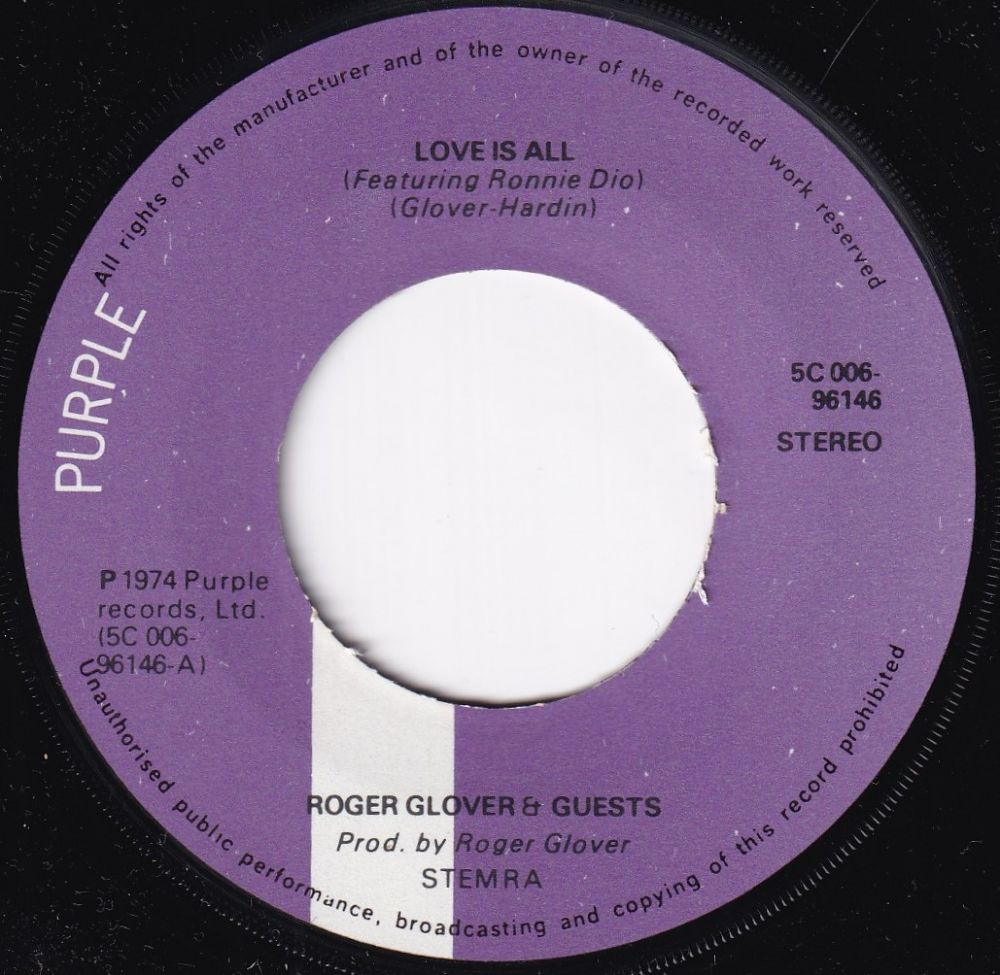 All rights of the manufacturer and of the owner of the recorded work reserved
LOVE IS ALL
(Featuring Ronnie Dio)
(Glover-Hardin)
PURPLE
5C 006-
96146
STEREO
P 1974 Purple
records, Ltd.
(5C 006-
96146-A)
ROGER GLOVER & GUESTS
Prod. by Roger Glover
STEMRA
Unauthorised public performance, broadcasting and copying of this record prohibited